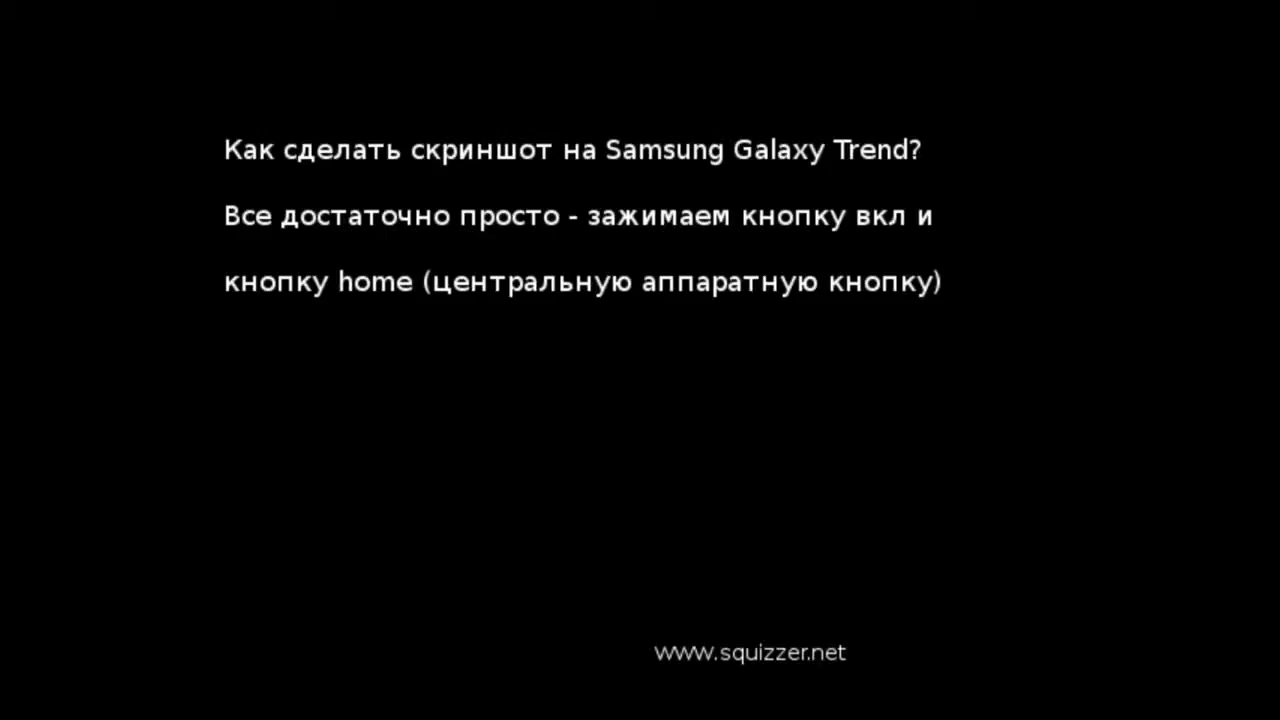 Как сделать скриншот на Samsung Galaxy Trend?
Все достаточно просто - зажимаем кнопку вкл и
кнопку home (центральную аппаратную кнопку)
www.squizzer.net